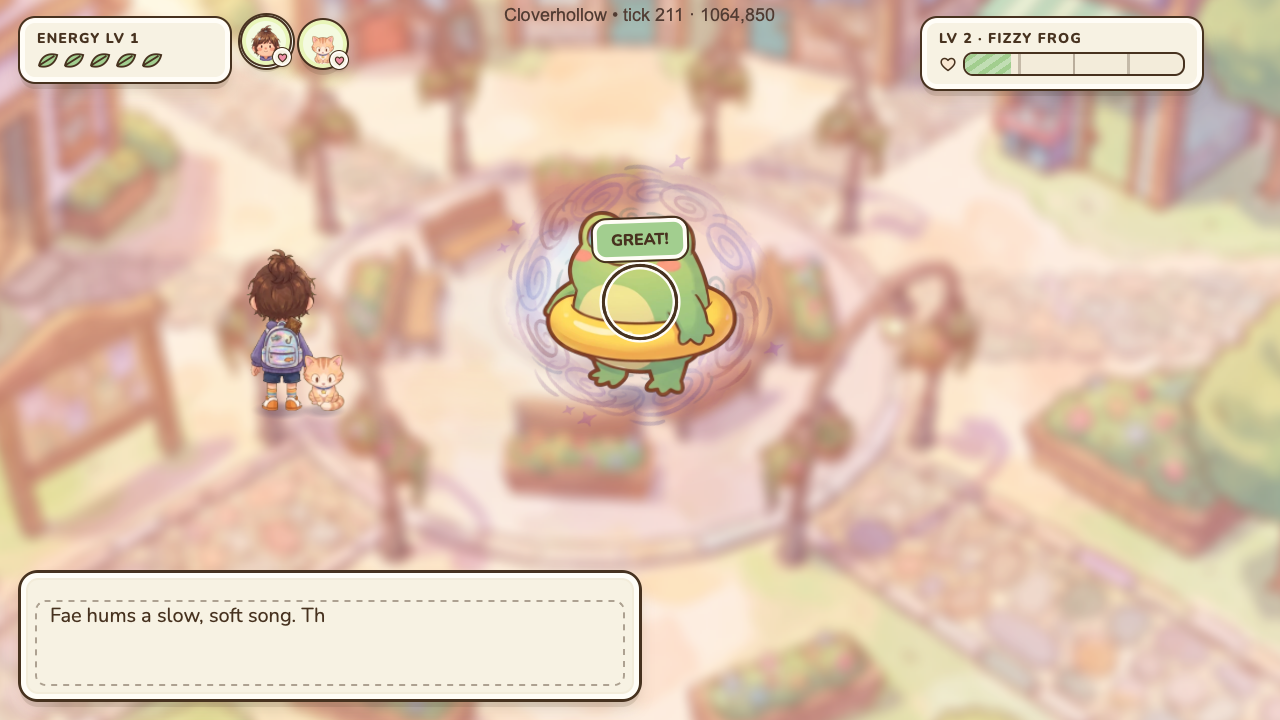 Cloverhollow • tick 211 · 1064,850
ENERGY LV 1
LV 2 · FIZZY FROG
GREAT!
Fae hums a slow, soft song. Th